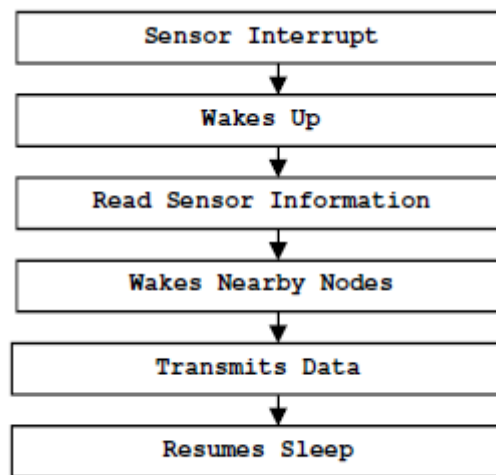 Sensor Interrupt
Wakes Up
Read Sensor Information
Wakes Nearby Nodes
Transmits Data
Resumes Sleep